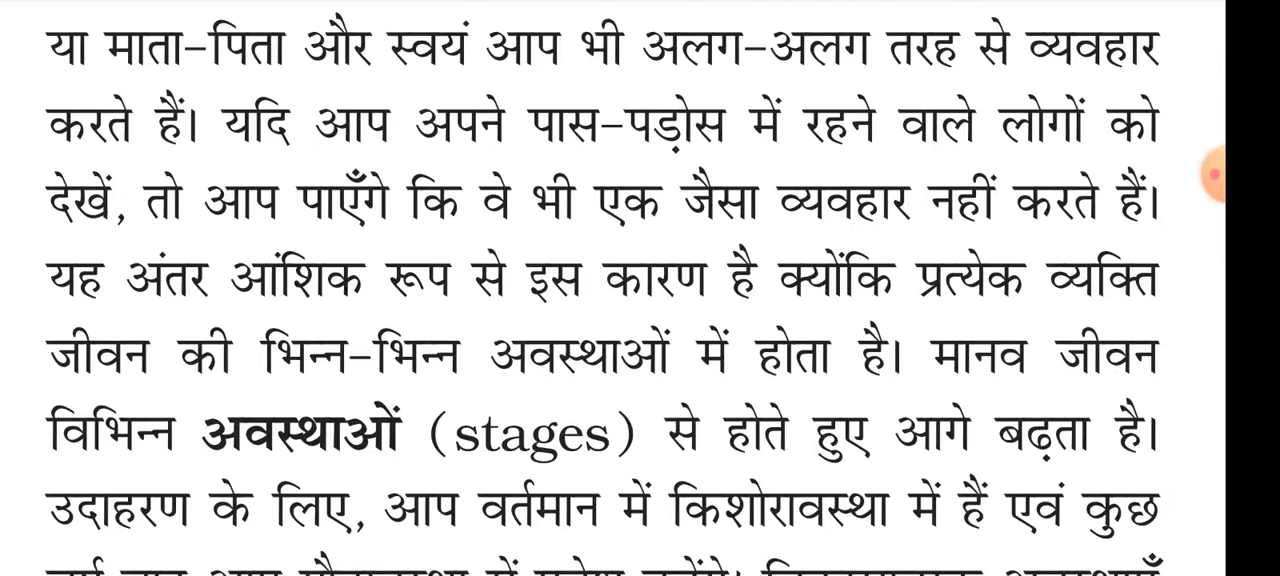 या माता-पिता और स्वयं आप भी अलग-अलग तरह से व्यवहार
करते हैं। यदि आप अपने पास-पड़ोस में रहने वाले लोगों को
देखें, तो आप पाएँगे कि वे भी एक जैसा व्यवहार नहीं करते हैं।
यह अंतर आंशिक रूप से इस कारण है क्योंकि प्रत्येक व्यक्ति
जीवन की भिन्न-भिन्न अवस्थाओं में होता है। मानव जीवन
विभिन्न अवस्थाओं (stages) से होते हुए आगे बढ़ता है।
उदाहरण के लिए, आप वर्तमान में किशोरावस्था में हैं एवं कुछ